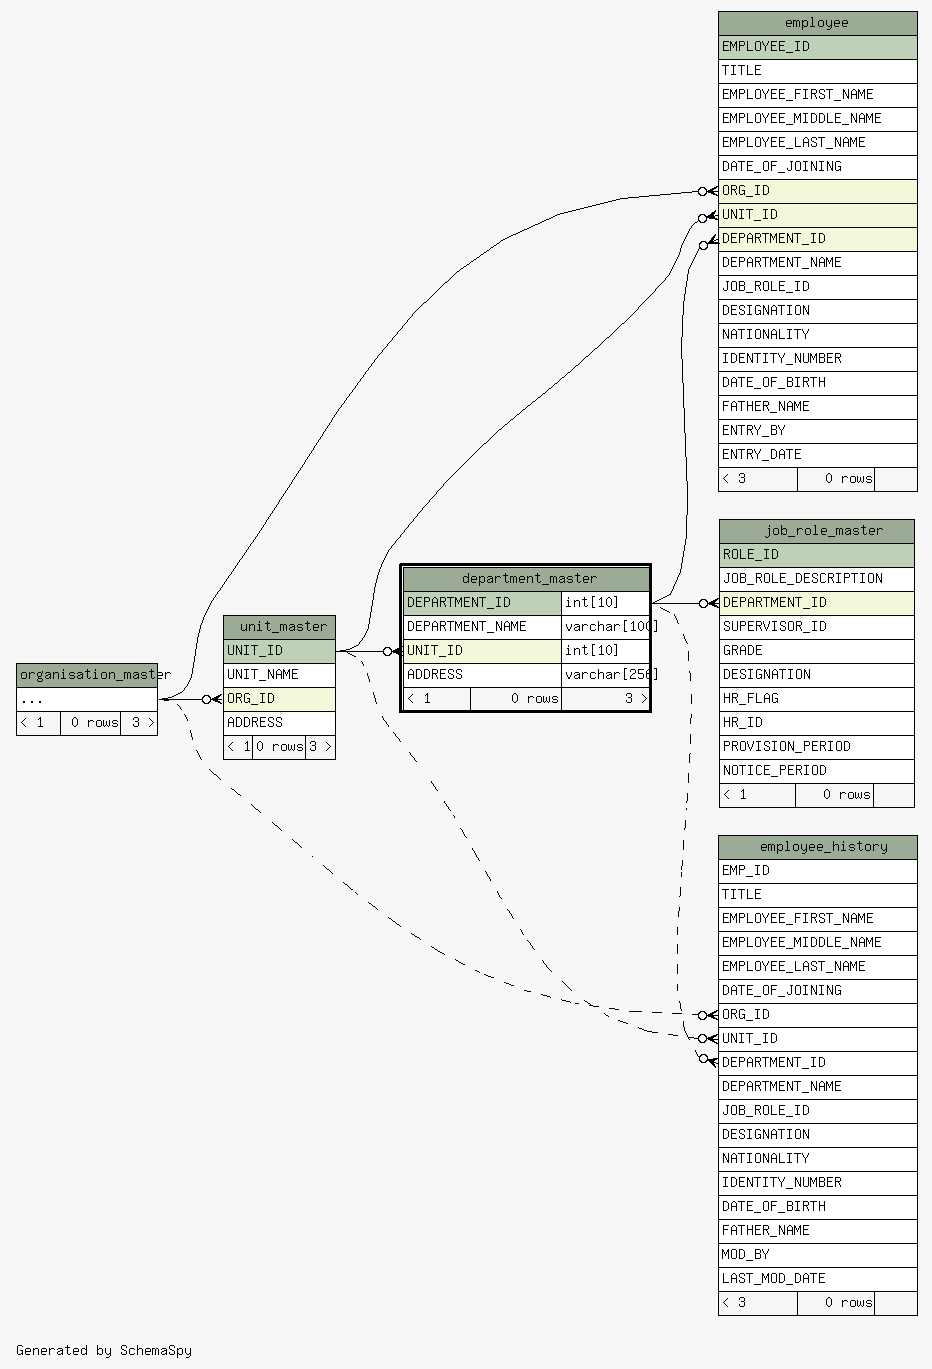 employee
EMPLOYEE_ID
TITLE
EMPLOYEE_FIRST_NAME
EMPLOYEE_MIDDLE_NAME
EMPLOYEE_LAST_NAME
DATE_OF_JOINING
ORG_ID
UNIT_ID
DEPARTMENT_ID
DEPARTMENT_NAME
JOB_ROLE_ID
DESIGNATION
NATIONALITY
IDENTITY_NUMBER
DATE_OF_BIRTH
FATHER_NAME
ENTRY_BY
ENTRY_DATE
< 3 0 rows
job_role_master
ROLE_ID
JOB_ROLE_DESCRIPTION
DEPARTMENT_ID
SUPERVISOR_ID
GRADE
DESIGNATION
HR_FLAG
HR_ID
PROVISION_PERIOD
NOTICE_PERIOD
< 1 0 rows
department_master
DEPARTMENT_ID int[10]
DEPARTMENT_NAME varchar[100]
UNIT_ID int[10]
ADDRESS varchar[256]
< 1 0 rows 3 >
unit_master
UNIT_ID
UNIT_NAME
ORG_ID
ADDRESS
< 1 0 rows 3 >
organisation_master
...
< 1 0 rows 3 >
employee_history
EMP_ID
TITLE
EMPLOYEE_FIRST_NAME
EMPLOYEE_MIDDLE_NAME
EMPLOYEE_LAST_NAME
DATE_OF_JOINING
ORG_ID
UNIT_ID
DEPARTMENT_ID
DEPARTMENT_NAME
JOB_ROLE_ID
DESIGNATION
NATIONALITY
IDENTITY_NUMBER
DATE_OF_BIRTH
FATHER_NAME
MOD_BY
LAST_MOD_DATE
< 3 0 rows
Generated by SchemaSpy